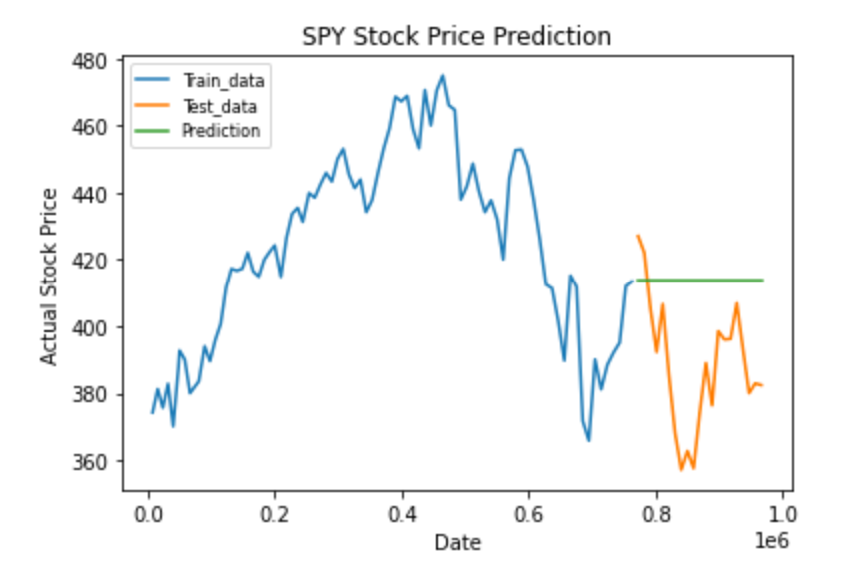 SPY Stock Price Prediction
480
460
440
420
400
380
360
Train_data
Test_data
Prediction
Actual Stock Price
0.0 0.2 0.4 0.6 0.8 1.0
1e6
Date